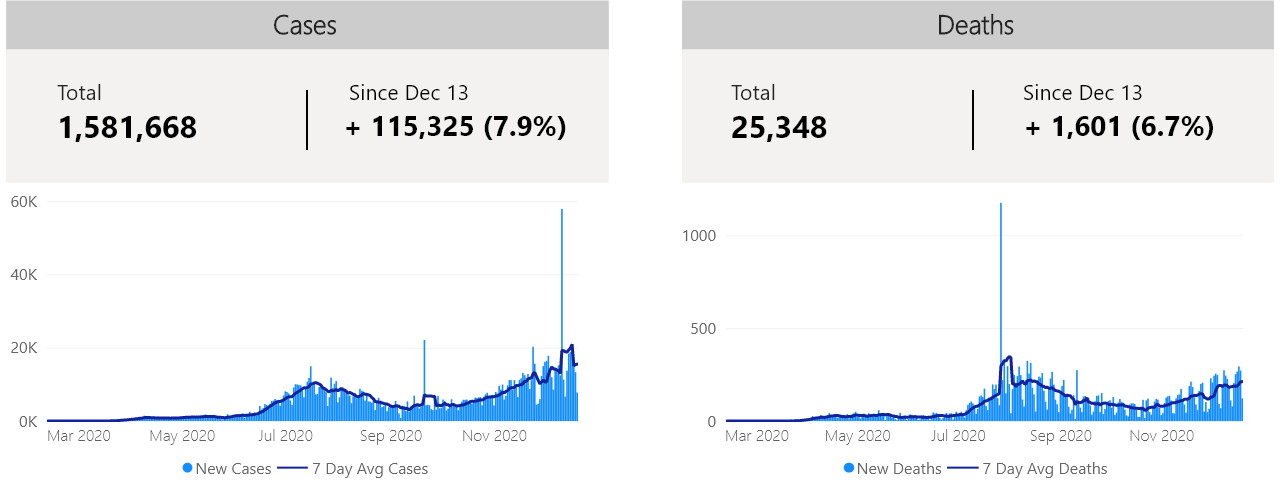 Cases
Total
1,581,668
Since Dec 13
+ 115,325 (7.9%)
60K
40K
20K
0K
Mar 2020 May 2020 Jul 2020 Sep 2020 Nov 2020
New Cases 7 Day Avg Cases
Deaths
Total
25,348
Since Dec 13
+ 1,601 (6.7%)
1000
500
0
Mar 2020 May 2020 Jul 2020 Sep 2020 Nov 2020
New Deaths 7 Day Avg Deaths